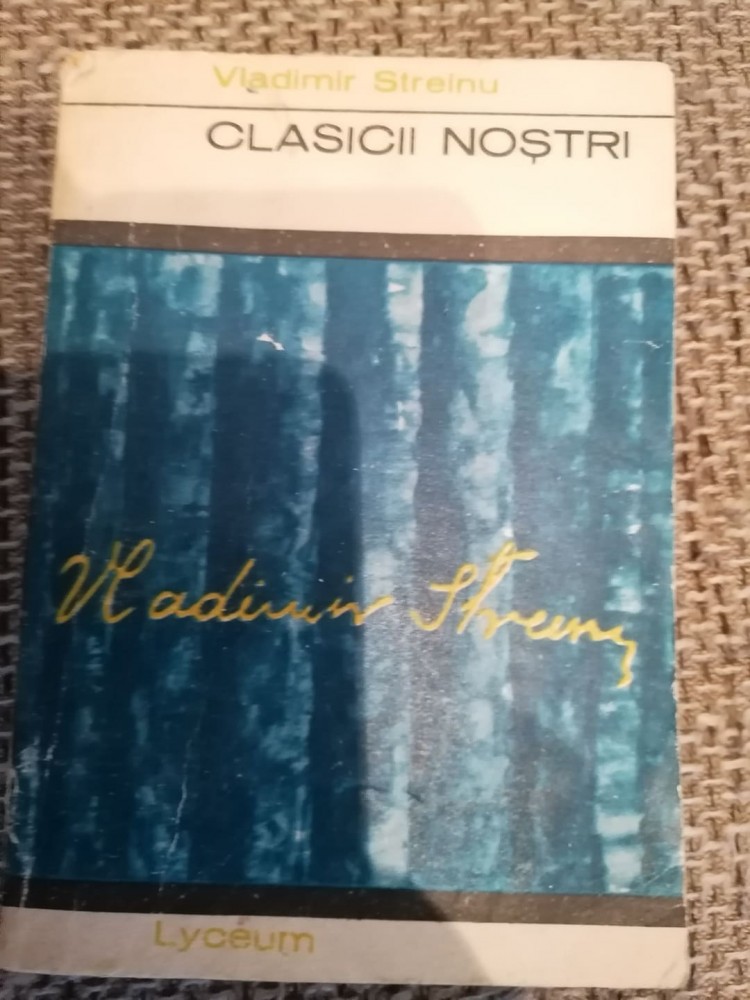 Vladimir Streinu
CLASICII NOȘTRI
Vladimir Streinu
Lyceum